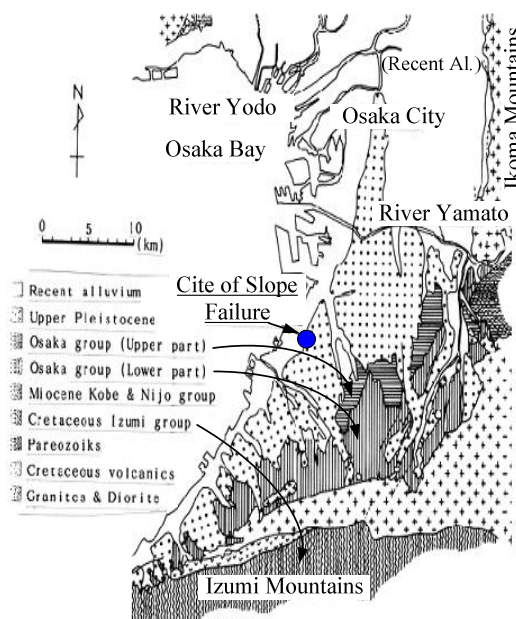 (Recent Al.)
Ikoma Mountains
N
River Yodo
Osaka City
Osaka Bay
River Yamato
0 5 10
(km)
Cite of Slope
Failure
Recent alluvium
Upper Pleistocene
Osaka group (Upper part)
Osaka group (Lower part)
Miocene Kobe & Nijo group
Cretaceous Izumi group
Pareozoiks
Cretaceous volcanics
Granitca & Diorite
Izumi Mountains